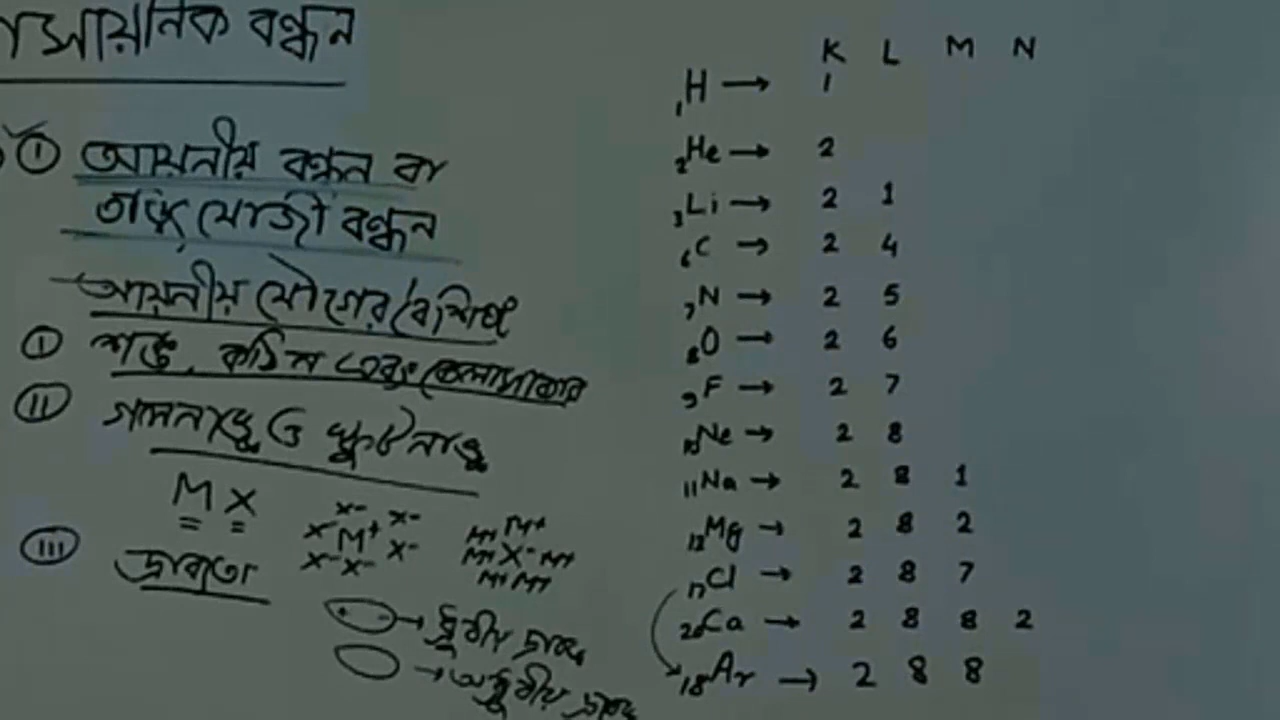 রাসায়নিক বন্ধন
① আয়নীয় বন্ধন বা
তড়িৎযোজী বন্ধন
আয়নীয় যৌগের বৈশিষ্ট্য
① শক্ত, কঠিন এবং কেলাসাকার
⑪ গলনাঙ্ক ও স্ফুটনাঙ্ক
M X
X- X- X- M+ X- X- X-
M+ M+ M+ X- M+ M+ M+
⑪⑪ দ্রাব্যতা
→ ধ্রুবীয় দ্রাবক
→ অধ্রুবীয় দ্রাবক
K L M N
1H → 1
2He → 2
3Li → 2 1
6C → 2 4
7N → 2 5
8O → 2 6
9F → 2 7
10Ne → 2 8
11Na → 2 8 1
12Mg → 2 8 2
17Cl → 2 8 7
20Ca → 2 8 8 2
18Ar → 2 8 8